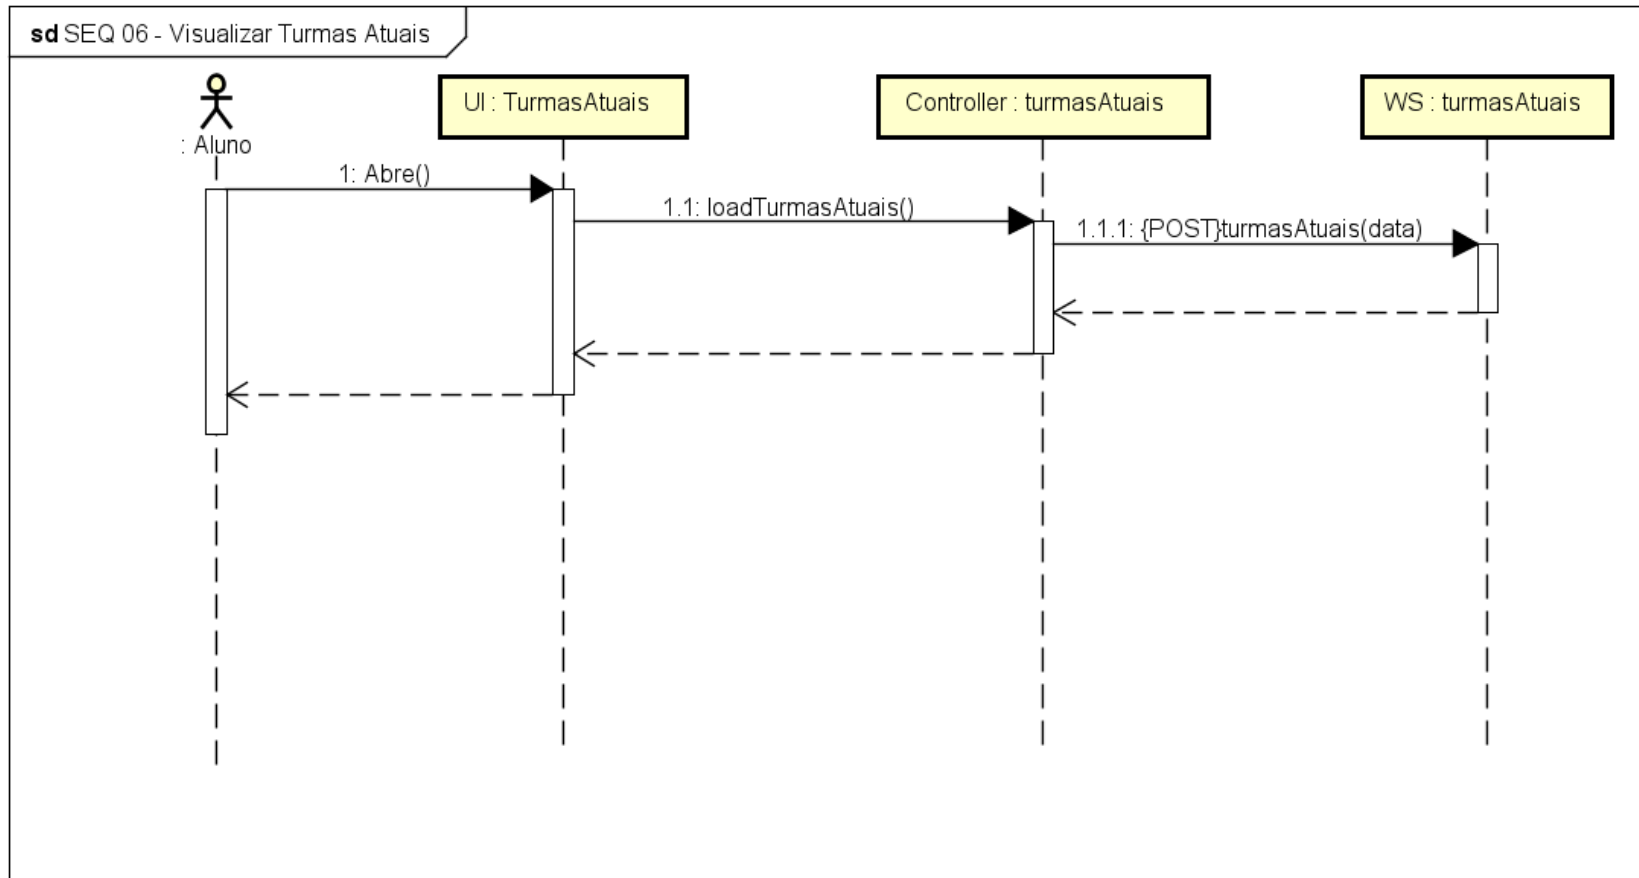 sd SEQ 06 - Visualizar Turmas Atuais
: Aluno
UI : TurmasAtuais
Controller : turmasAtuais
WS : turmasAtuais
1: Abre()
1.1: loadTurmasAtuais()
1.1.1: {POST}turmasAtuais(data)